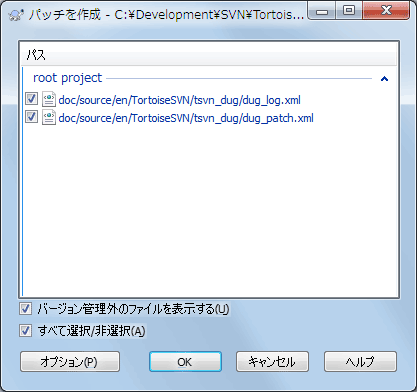 パッチを作成 - C:¥Development¥SVN¥Tortois...
パス
root project
doc/source/en/TortoiseSVN/tsvn_dug/dug_log.xml
doc/source/en/TortoiseSVN/tsvn_dug/dug_patch.xml
バージョン管理外のファイルを表示する(U)
すべて選択/非選択(A)
オプション(P)
OK
キャンセル
ヘルプ